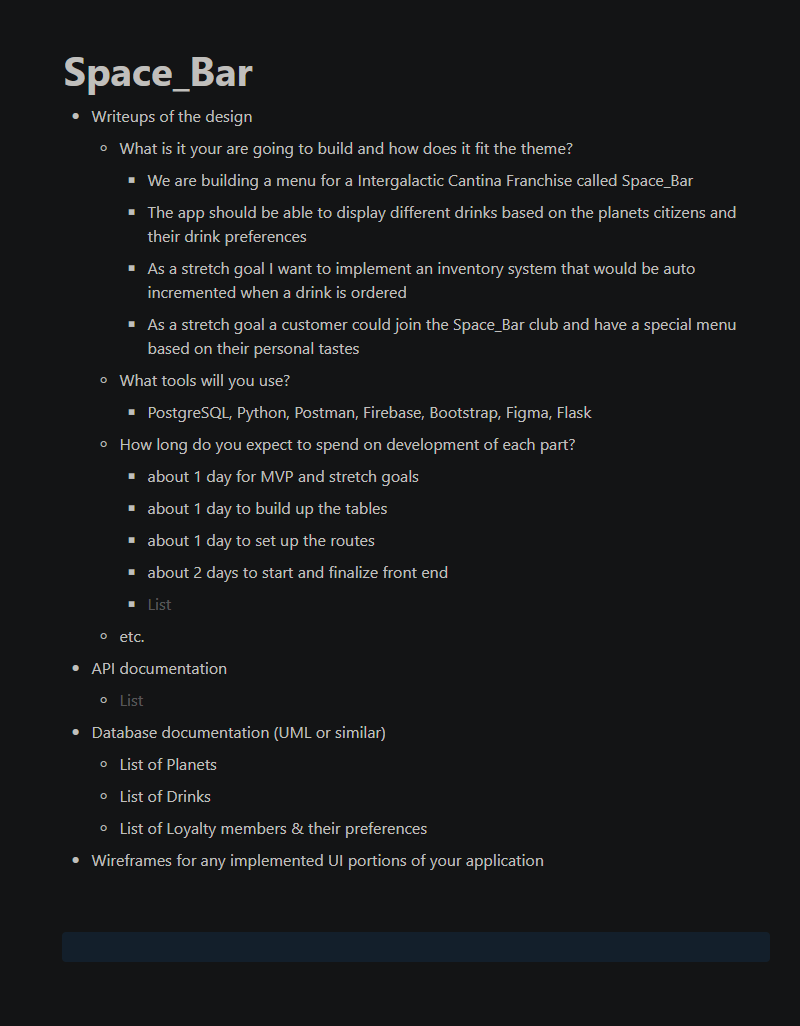 Space_Bar
Writeups of the design
What is it your are going to build and how does it fit the theme?
We are building a menu for a Intergalactic Cantina Franchise called Space_Bar
The app should be able to display different drinks based on the planets citizens and
their drink preferences
As a stretch goal I want to implement an inventory system that would be auto
incremented when a drink is ordered
As a stretch goal a customer could join the Space_Bar club and have a special menu
based on their personal tastes
What tools will you use?
PostgreSQL, Python, Postman, Firebase, Bootstrap, Figma, Flask
How long do you expect to spend on development of each part?
about 1 day for MVP and stretch goals
about 1 day to build up the tables
about 1 day to set up the routes
about 2 days to start and finalize front end
List
etc.
API documentation
List
Database documentation (UML or similar)
List of Planets
List of Drinks
List of Loyalty members & their preferences
Wireframes for any implemented UI portions of your application